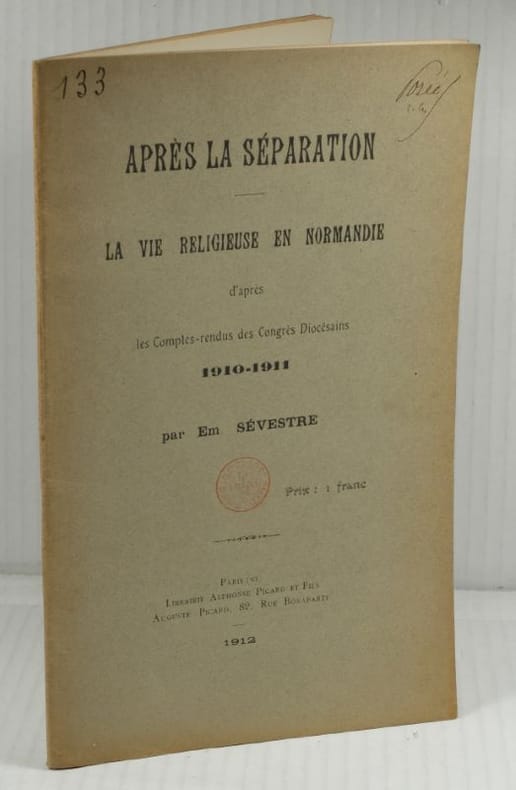 133
APRÈS LA SÉPARATION
LA VIE RELIGIEUSE EN NORMANDIE
d'après
les Comptes-rendus des Congrès Diocésains
1910-1911
par Em SÉVESTRE
Prix : 1 franc
PARIS (VI)
LIBRAIRIE ALPHONSE PICARD ET FILS
AUGUSTE PICARD, 82, RUE BONAPARTE
1912